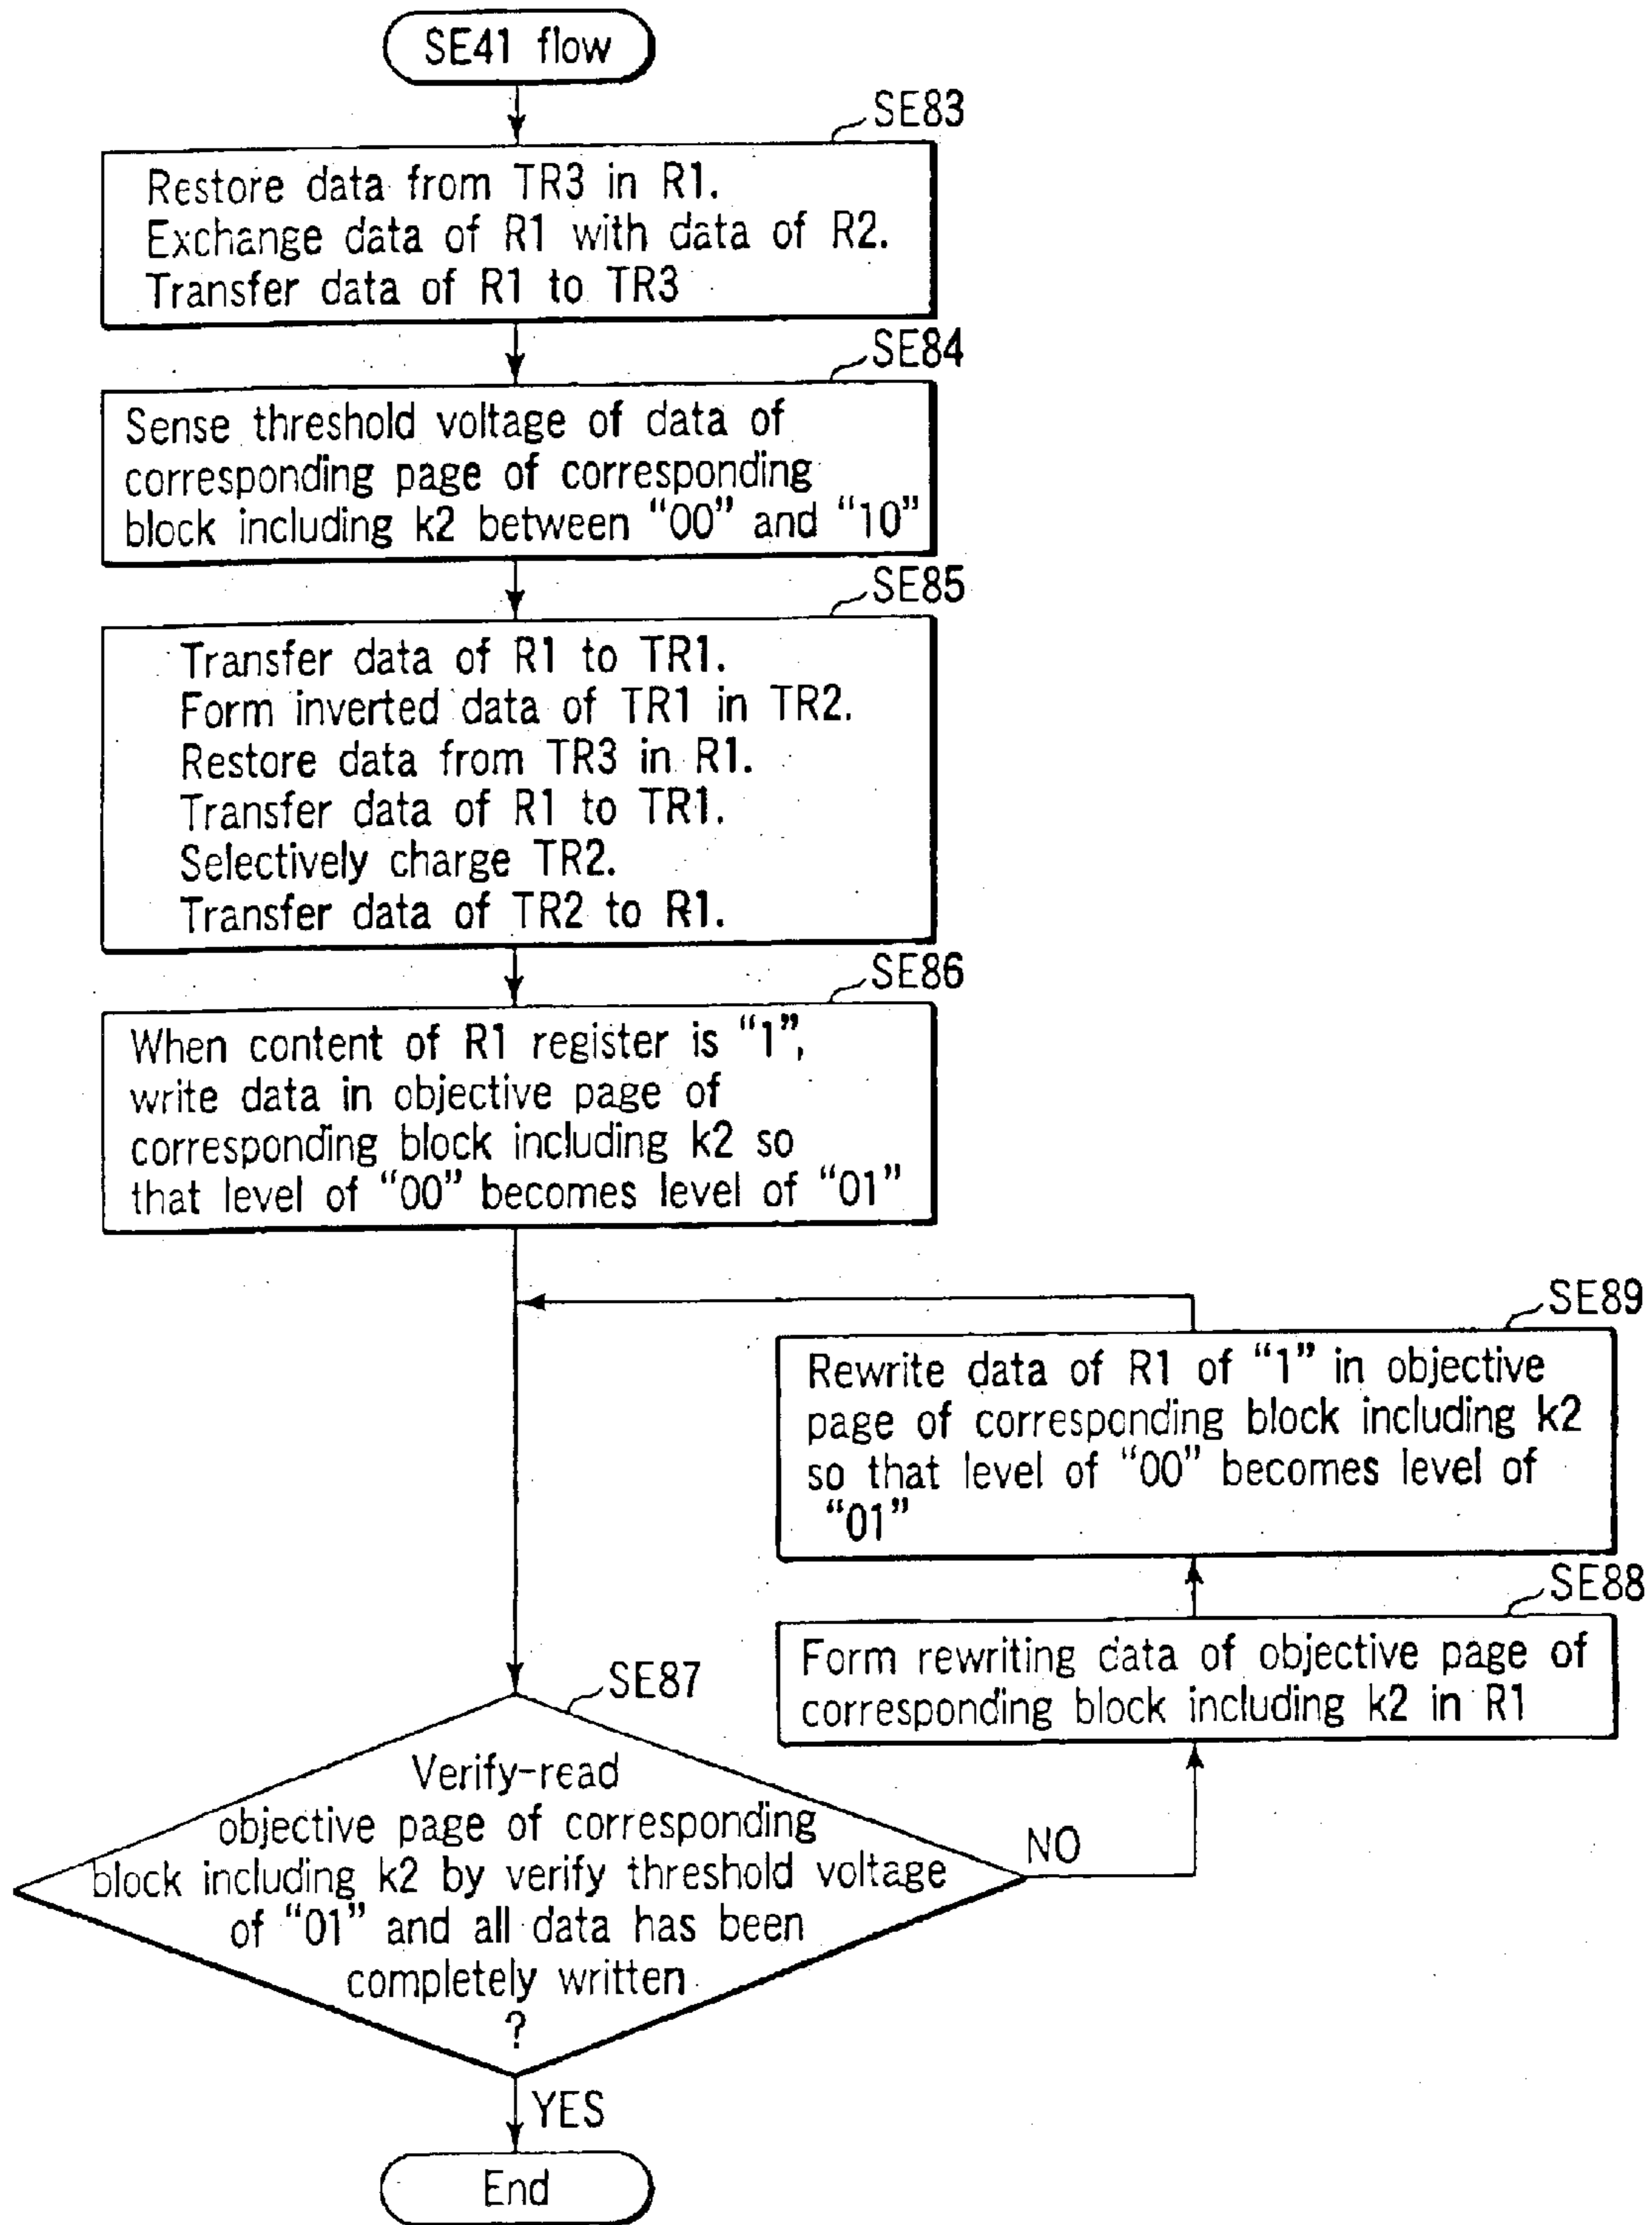 SE41 flow
SE83
Restore data from TR3 in R1.
Exchange data of R1 with data of R2.
Transfer data of R1 to TR3
SE84
Sense threshold voltage of data of
corresponding page of corresponding
block including k2 between “00” and “10”
SE85
Transfer data of R1 to TR1.
Form inverted data of TR1 in TR2.
Restore data from TR3 in R1.
Transfer data of R1 to TR1.
Selectively charge TR2.
Transfer data of TR2 to R1.
SE86
When content of R1 register is “1”,
write data in objective page of
corresponding block including k2 so
that level of “00” becomes level of “01”
SE89
Rewrite data of R1 of “1” in objective
page of corresponding block including k2
so that level of “00” becomes level of
“01”
SE88
Form rewriting data of objective page of
corresponding block including k2 in R1
SE87
Verify-read
objective page of corresponding
block including k2 by verify threshold voltage
of “01” and all data has been
completely written
?
NO
YES
End